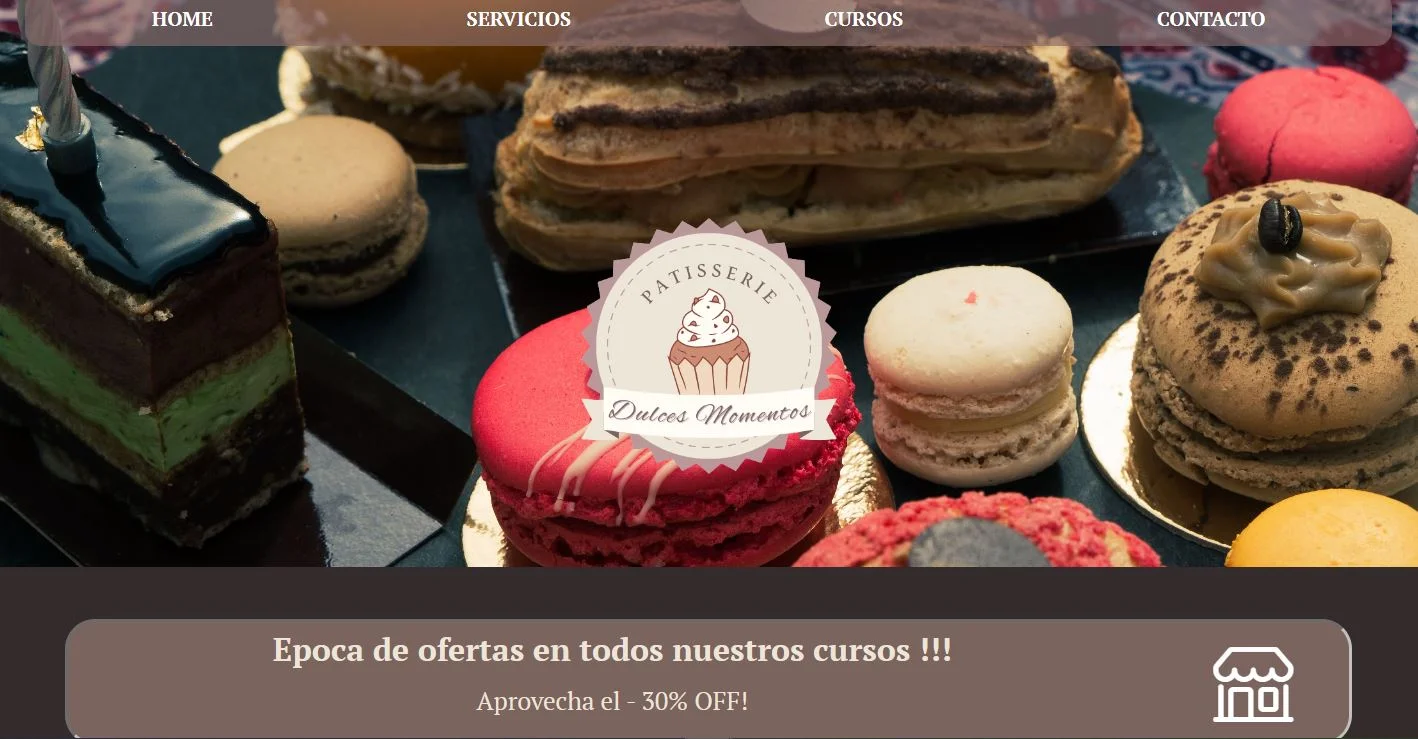 HOME SERVICIOS CURSOS CONTACTO
PATISSERIE
Dulces Momentos
Epoca de ofertas en todos nuestros cursos !!!
Aprovecha el - 30% OFF!